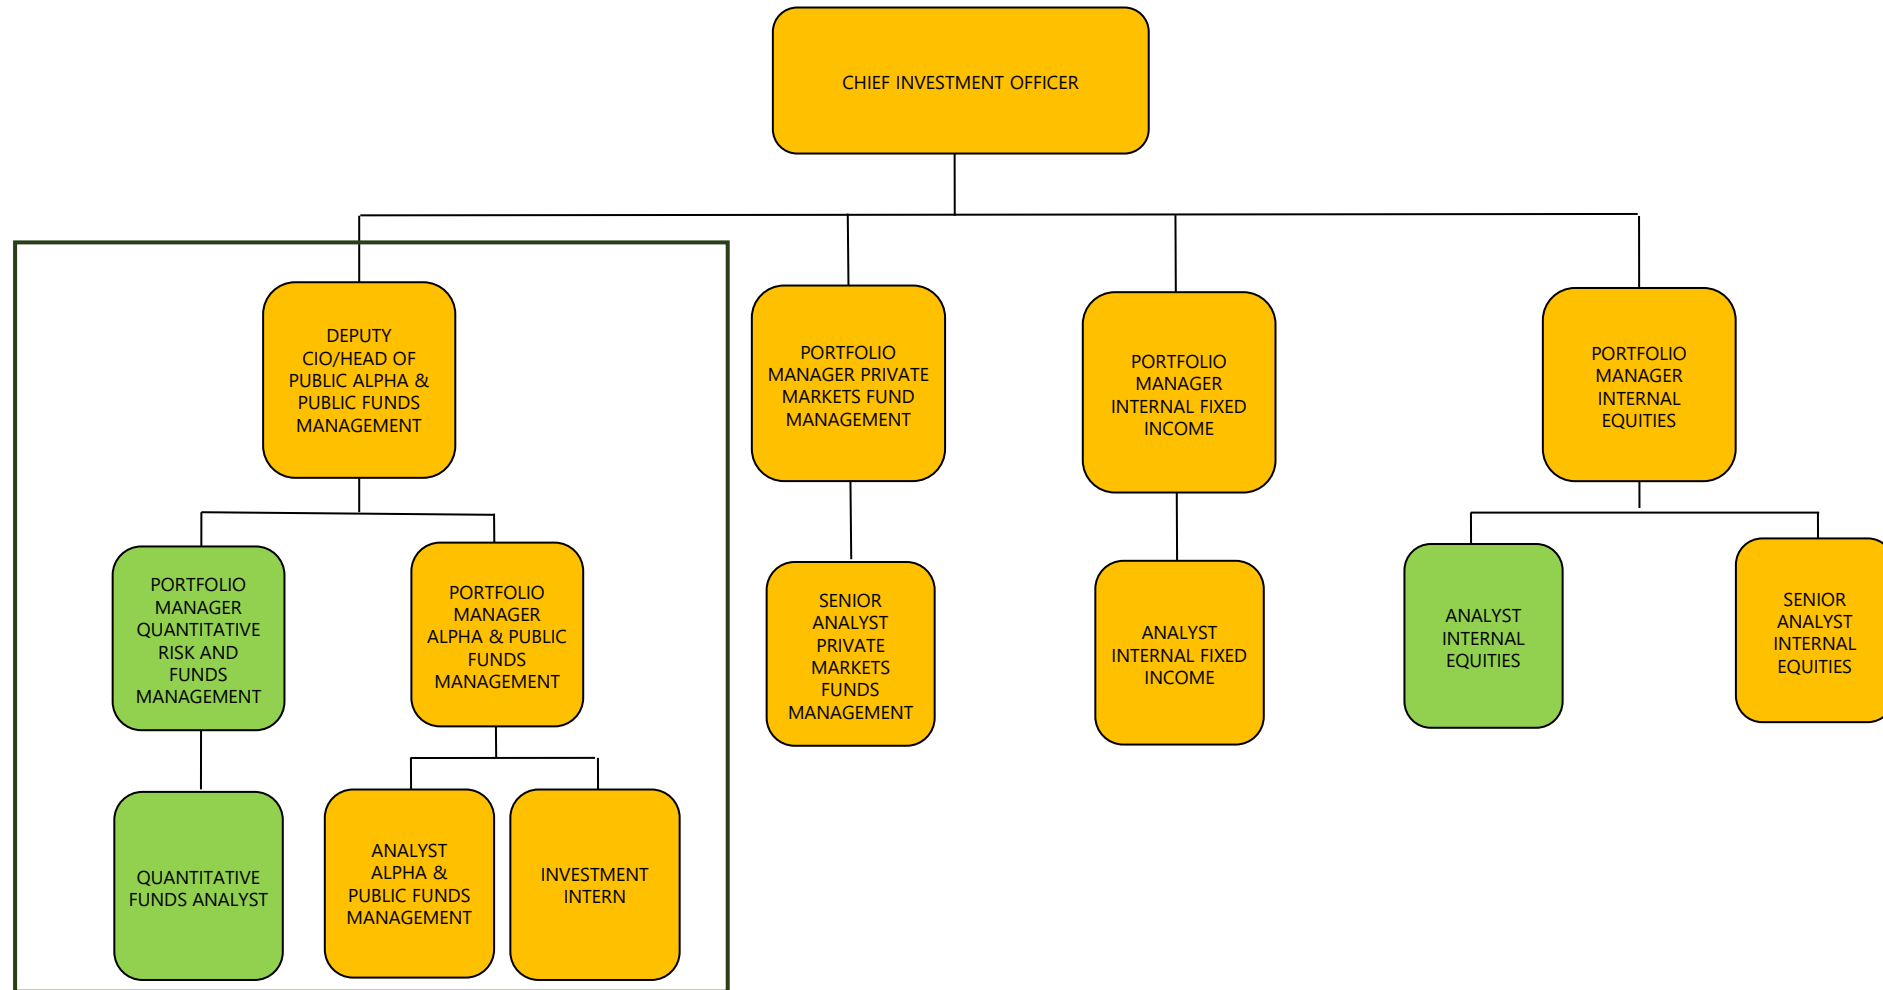 CHIEF INVESTMENT OFFICER
DEPUTY
CIO/HEAD OF
PUBLIC ALPHA &
PUBLIC FUNDS
MANAGEMENT
PORTFOLIO
MANAGER PRIVATE
MARKETS FUND
MANAGEMENT
PORTFOLIO
MANAGER
INTERNAL FIXED
INCOME
PORTFOLIO
MANAGER
INTERNAL
EQUITIES
PORTFOLIO
MANAGER
QUANTITATIVE
RISK AND
FUNDS
MANAGEMENT
PORTFOLIO
MANAGER
ALPHA & PUBLIC
FUNDS
MANAGEMENT
SENIOR
ANALYST
PRIVATE
MARKETS
FUNDS
MANAGEMENT
ANALYST
INTERNAL FIXED
INCOME
ANALYST
INTERNAL
EQUITIES
SENIOR
ANALYST
INTERNAL
EQUITIES
QUANTITATIVE
FUNDS ANALYST
ANALYST
ALPHA &
PUBLIC FUNDS
MANAGEMENT
INVESTMENT
INTERN